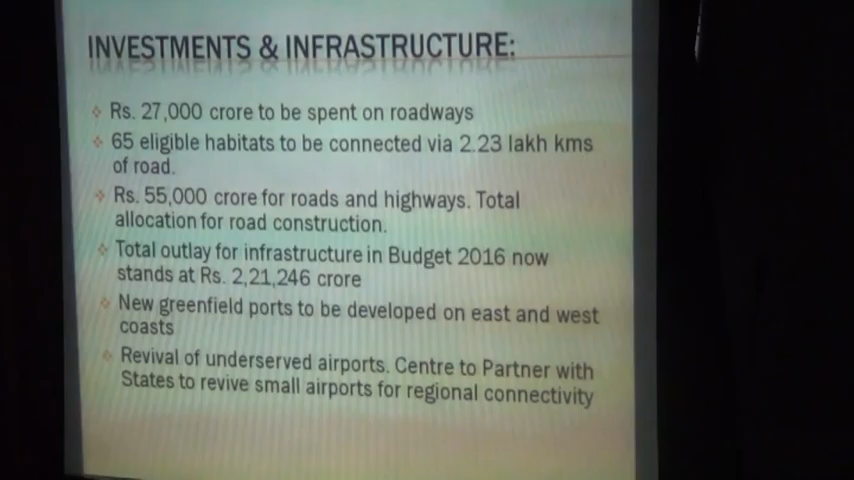 INVESTMENTS & INFRASTRUCTURE:
Rs. 27,000 crore to be spent on roadways
65 eligible habitats to be connected via 2.23 lakh kms
of road.
Rs. 55,000 crore for roads and highways. Total
allocation for road construction.
Total outlay for infrastructure in Budget 2016 now
stands at Rs. 2,21,246 crore
New greenfield ports to be developed on east and west
coasts
Revival of underserved airports. Centre to Partner with
States to revive small airports for regional connectivity